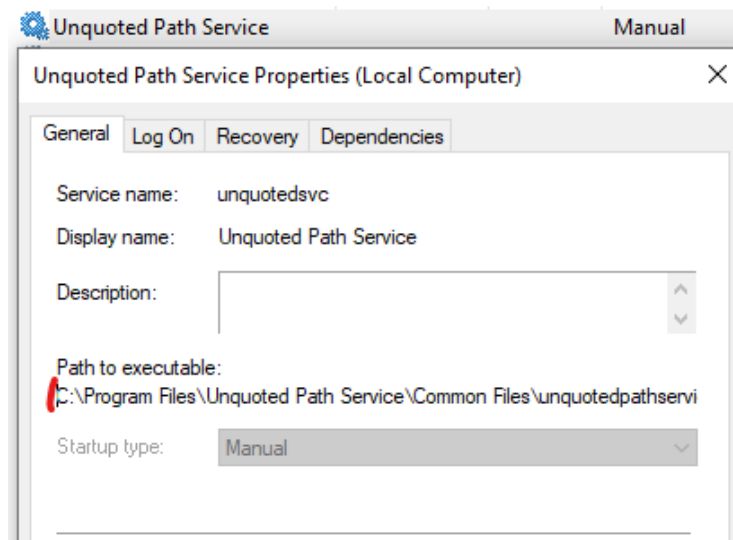 Unquoted Path Service Manual
Unquoted Path Service Properties (Local Computer)
General Log On Recovery Dependencies
Service name: unquotedsvc
Display name: Unquoted Path Service
Description:
Path to executable:
C:\Program Files\Unquoted Path Service\Common Files\unquotedpathservi
Startup type: Manual